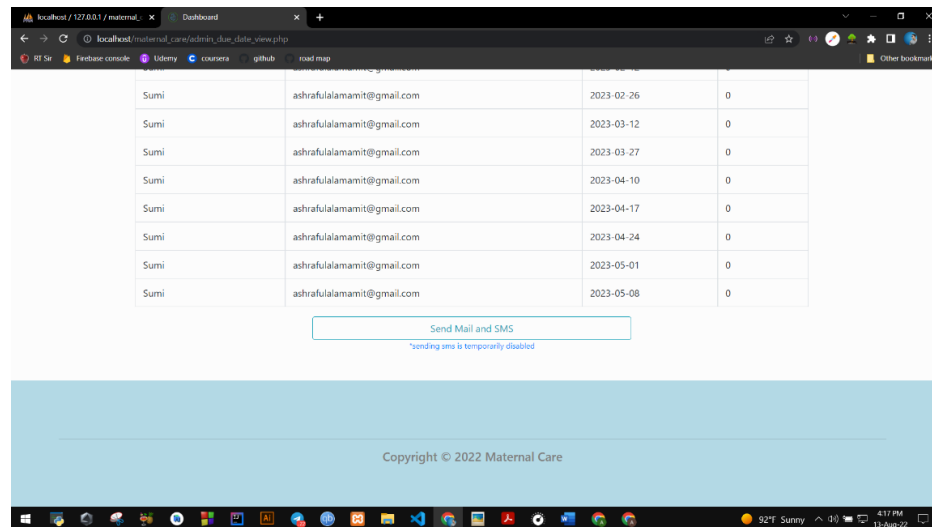 localhost / 127.0.0.1 / maternal_c
Dashboard
localhost/maternal_care/admin_due_date_view.php
RT Sir Firebase console Udemy coursera github road map Other bookmark
Sumi ashrafulalamamit@gmail.com 2023-02-26 0
Sumi ashrafulalamamit@gmail.com 2023-03-12 0
Sumi ashrafulalamamit@gmail.com 2023-03-27 0
Sumi ashrafulalamamit@gmail.com 2023-04-10 0
Sumi ashrafulalamamit@gmail.com 2023-04-17 0
Sumi ashrafulalamamit@gmail.com 2023-04-24 0
Sumi ashrafulalamamit@gmail.com 2023-05-01 0
Sumi ashrafulalamamit@gmail.com 2023-05-08 0
Send Mail and SMS
*sending sms is temporarily disabled
Copyright © 2022 Maternal Care
92°F Sunny 4:17 PM
13-Aug-22